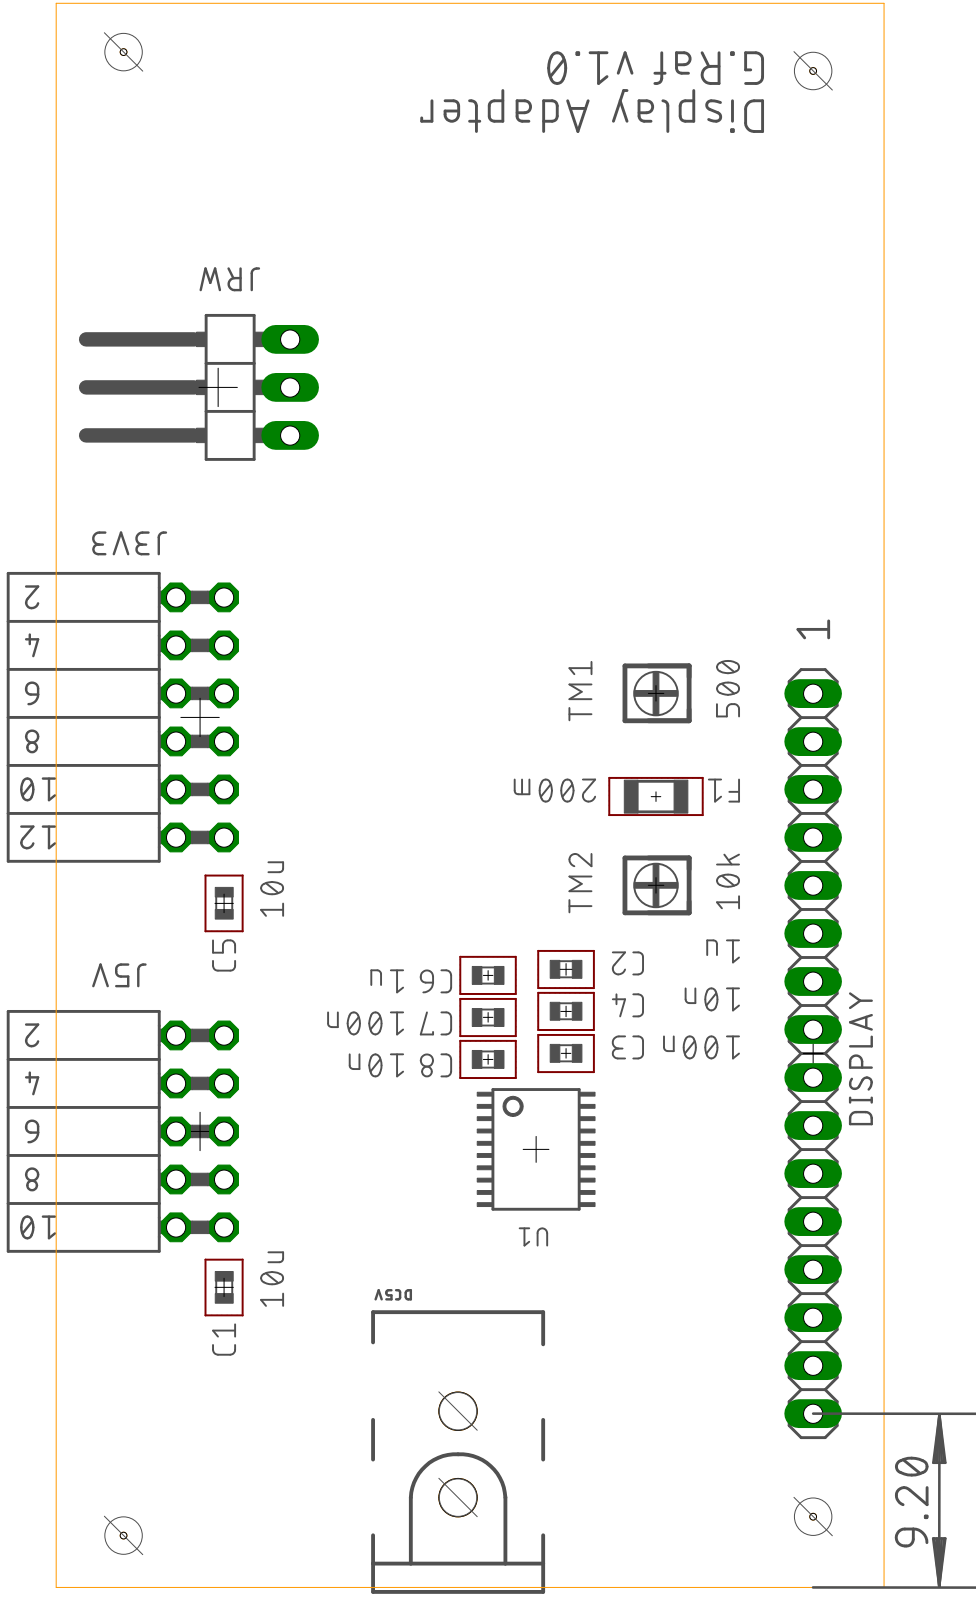 G.Raf v1.0
Display Adapter
JRW
J3V3
2
4
6
8
10
12
1
TM1
500
200m
F1
TM2
10k
10u
C5
J5V
2
4
6
8
10
C6 1u
C7 100n
C8 10n
C2
1u
C4
10n
C3
100n
DISPLAY
U1
10u
C1
DC5V
9.20